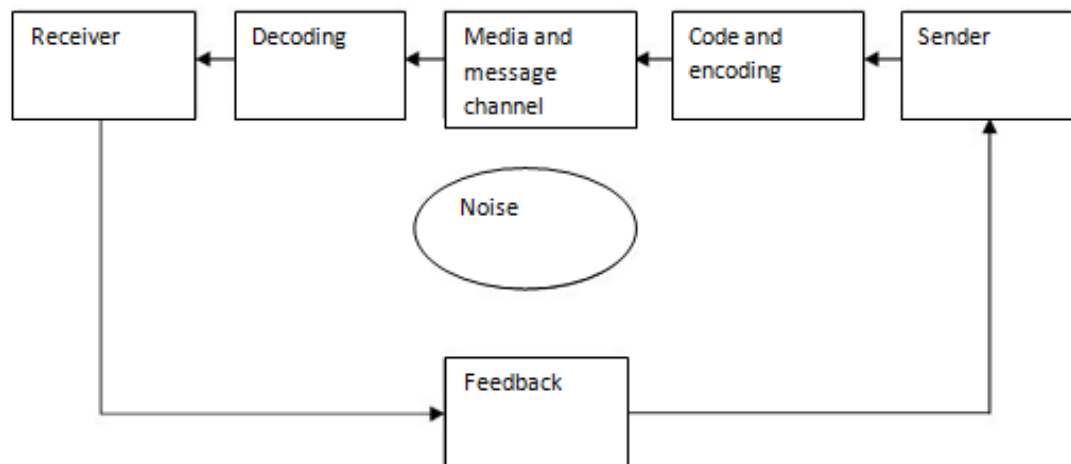 Receiver
Decoding
Media and
message
channel
Code and
encoding
Sender
Noise
Feedback